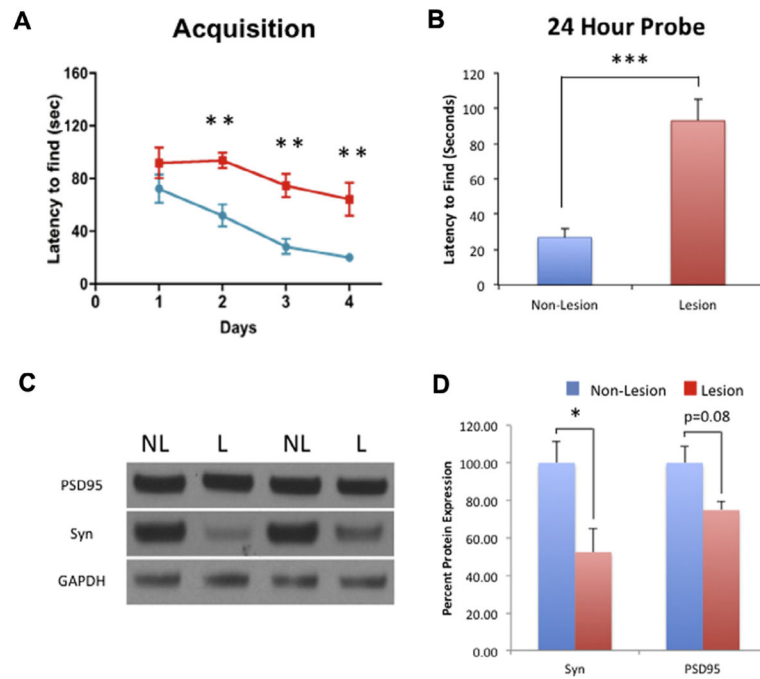 A
Acquisition
Latency to find (sec)
160
120
80
40
0
** ** **
0 1 2 3 4
Days
B
24 Hour Probe
***
Latency to Find (Seconds)
120
100
80
60
40
20
0
Non-Lesion Lesion
C
NL L NL L
PSD95
Syn
GAPDH
D
Non-Lesion Lesion
* p=0.08
Percent Protein Expression
120.00
100.00
80.00
60.00
40.00
20.00
0.00
Syn PSD95